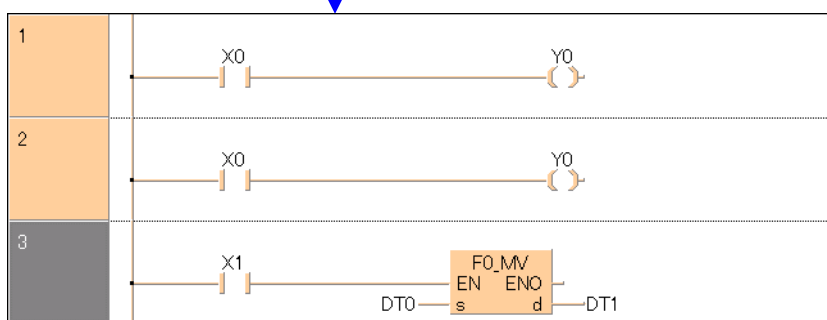 1
X0 Y0
2
X0 Y0
3
X1
F0_MV
EN ENO
DT0 s d DT1